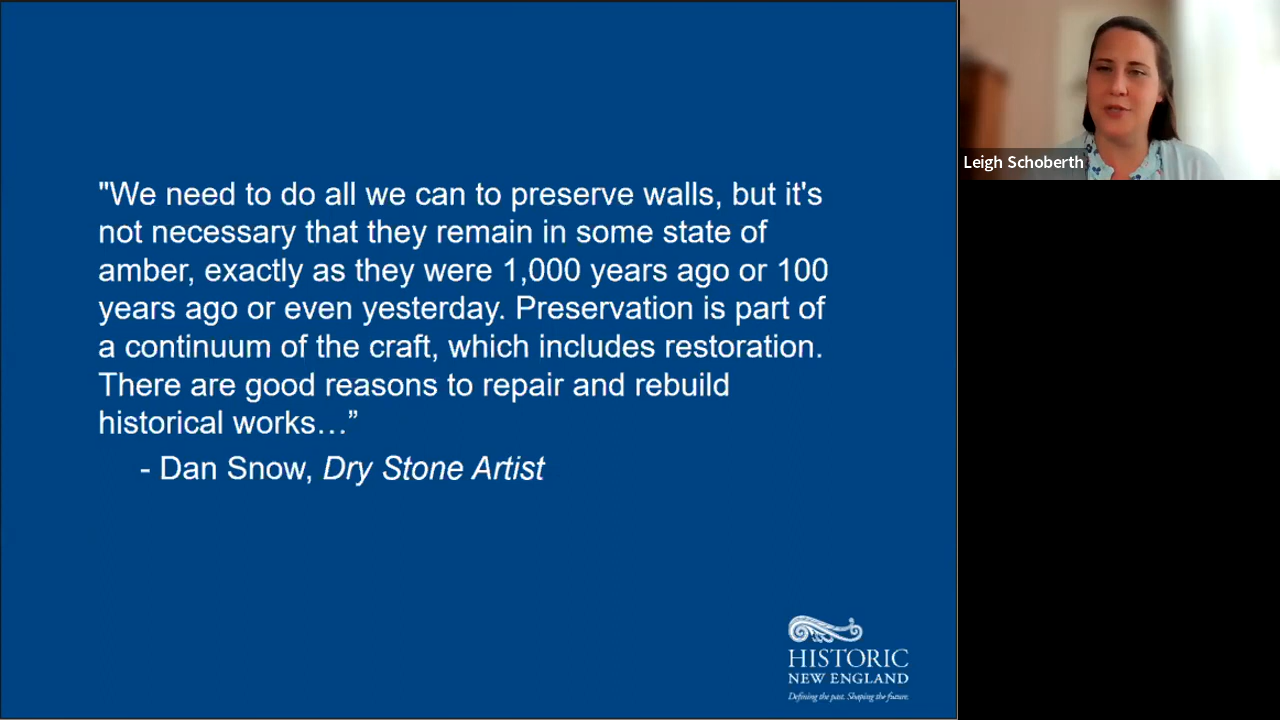 "We need to do all we can to preserve walls, but it's
not necessary that they remain in some state of
amber, exactly as they were 1,000 years ago or 100
years ago or even yesterday. Preservation is part of
a continuum of the craft, which includes restoration.
There are good reasons to repair and rebuild
historical works…”
- Dan Snow, Dry Stone Artist
HISTORIC
NEW ENGLAND
Defining the past. Shaping the future.
Leigh Schoberth